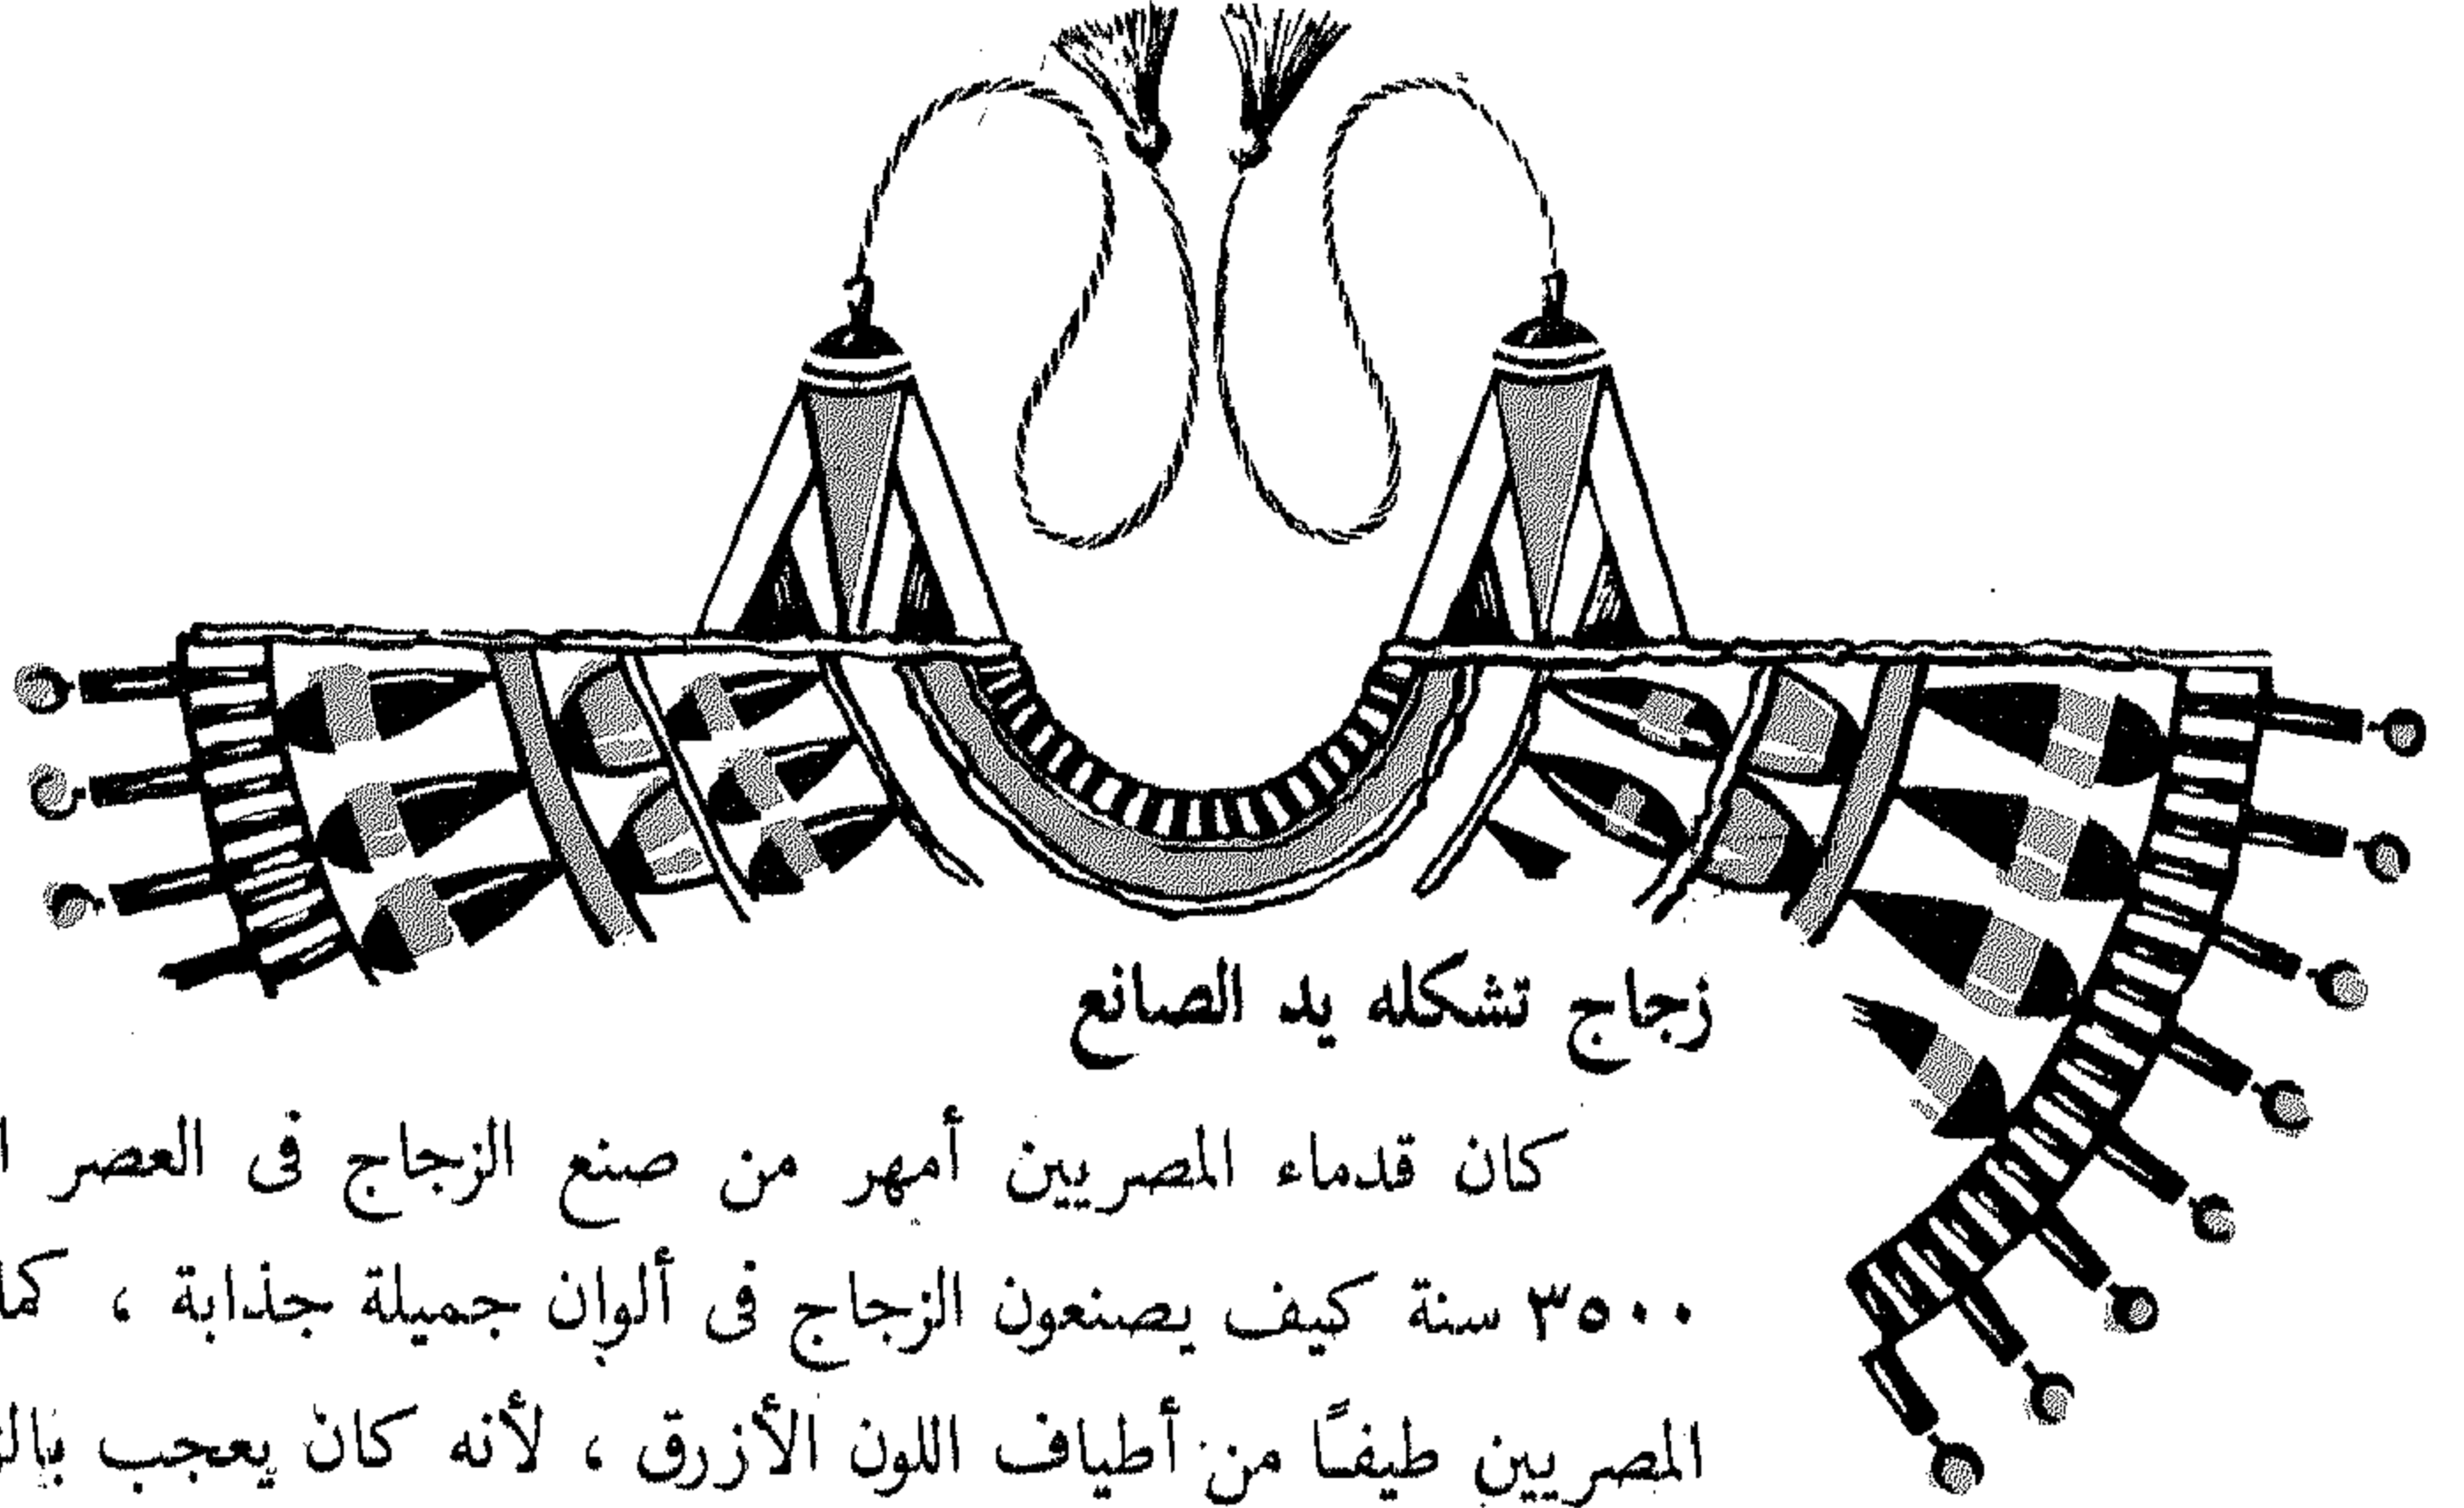 زجاج تشكله يد الصانع
كان قدماء المصريين أمهر من صنع الزجاج فى العصر
٣٥٠٠ سنة كيف يصنعون الزجاج فى ألوان جميلة جذابة ، كما
المصريين طيفًا من أطياف اللون الأزرق ، لأنه كان يعجب